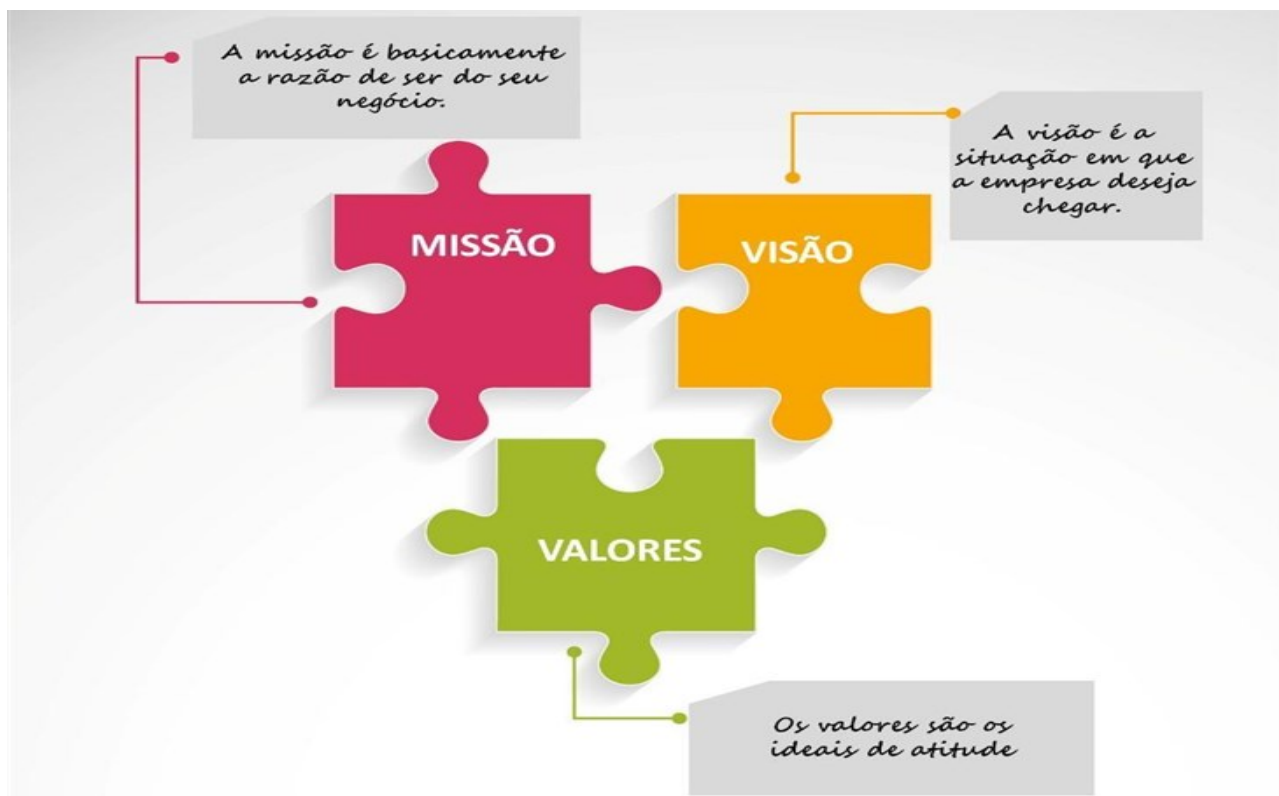 A missão é basicamente
a razão de ser do seu
negócio.
A visão é a
situação em que
a empresa deseja
chegar.
MISSÃO
VISÃO
VALORES
Os valores são os
ideais de atitude